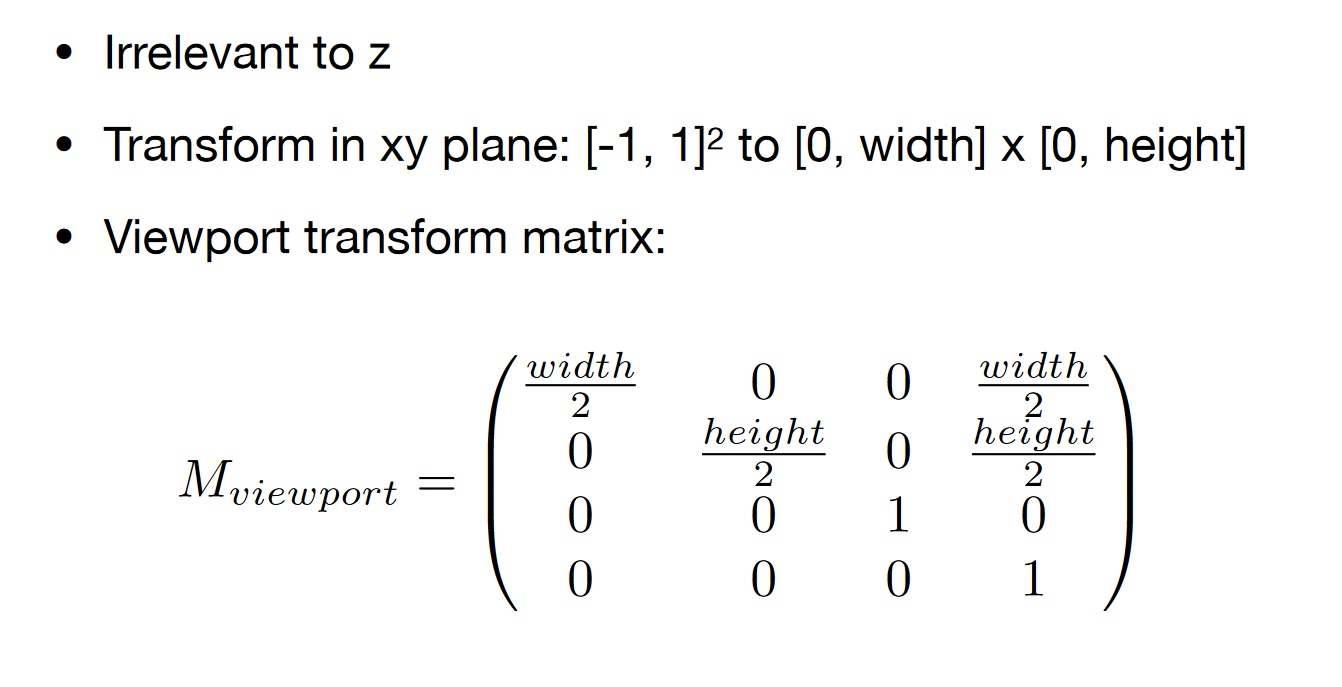 • Irrelevant to z
• Transform in xy plane: [-1, 1]² to [0, width] x [0, height]
• Viewport transform matrix:
$$M_{viewport} = \begin{pmatrix} \frac{width}{2} & 0 & 0 & \frac{width}{2} \\ 0 & \frac{height}{2} & 0 & \frac{height}{2} \\ 0 & 0 & 1 & 0 \\ 0 & 0 & 0 & 1 \end{pmatrix}$$